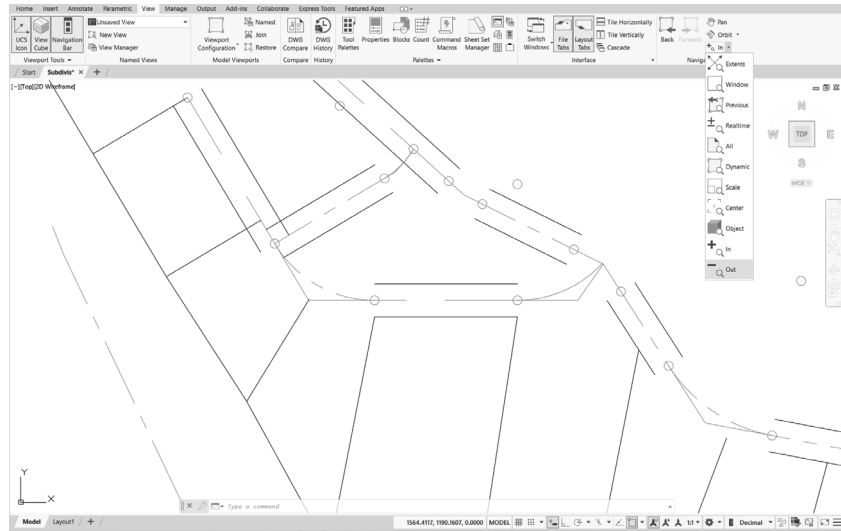 Home Insert Annotate Parametric View Manage Output Add-ins Collaborate Express Tools Featured Apps
UCS Icon
View Cube
Navigation Bar
Viewport Tools
Unsaved View
New View
View Manager
Named Views
Viewport Configuration
Named
Join
Restore
Model Viewports
DWG Compare
Compare
DWG History
History
Tool Palettes
Properties
Blocks
Count
Command Macros
Sheet Set Manager
Palettes
Switch Windows
File Tabs
Layout Tabs
Tile Horizontally
Tile Vertically
Cascade
Interface
Back
Forward
Pan
Orbit
In
Naviga
Start Subdivis* +
[−][Top][2D Wireframe]
Extents
Window
Previous
Realtime
All
Dynamic
Scale
Center
Object
In
Out
N
W TOP E
S
WCS
Y
X
Type a command
Model Layout1 +
1564.4117, 1190.1607, 0.0000 MODEL
1:1
Decimal